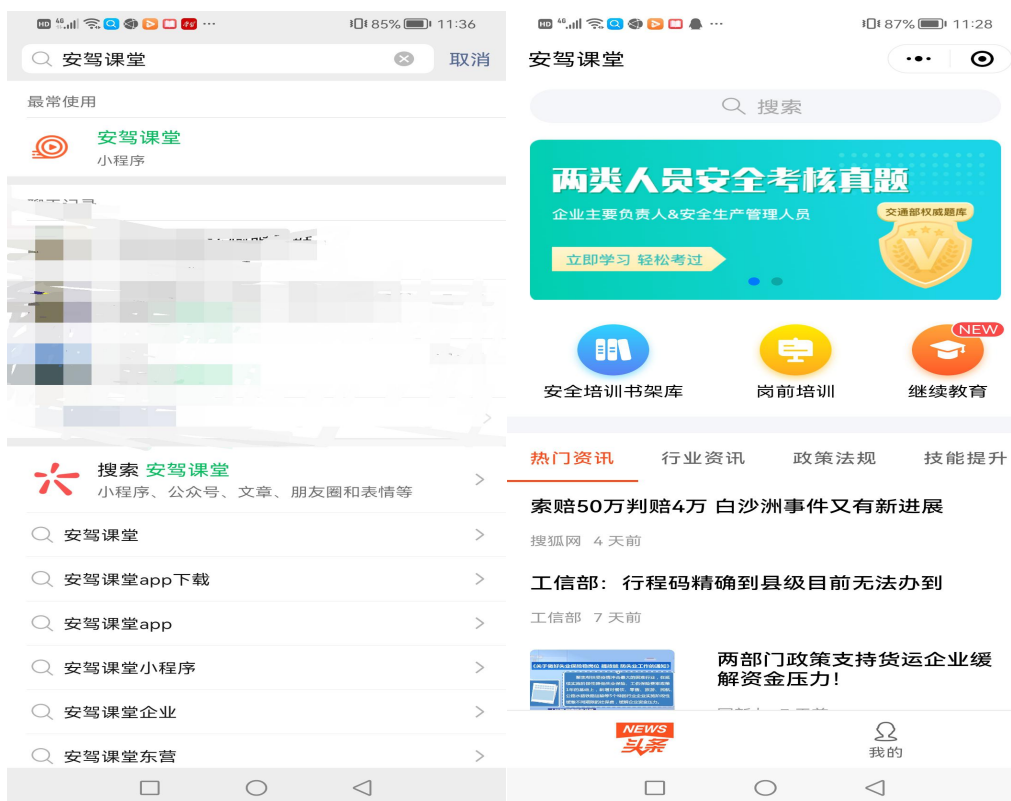 HD 4G 85% 11:36
安驾课堂
取消
最常使用
安驾课堂
小程序
搜索 安驾课堂
小程序、公众号、文章、朋友圈和表情等
安驾课堂
安驾课堂app下载
安驾课堂app
安驾课堂小程序
安驾课堂企业
安驾课堂东营
HD 4G 87% 11:28
安驾课堂
搜索
两类人员安全考核真题
企业主要负责人&安全生产管理人员
交通部权威题库
立即学习 轻松考过
NEW
安全培训书架库
岗前培训
继续教育
热门资讯
行业资讯
政策法规
技能提升
索赔50万判赔4万 白沙洲事件又有新进展
搜狐网 4 天前
工信部：行程码精确到县级目前无法办到
工信部 7 天前
两部门政策支持货运企业缓
解资金压力！
NEWS
头条
我的